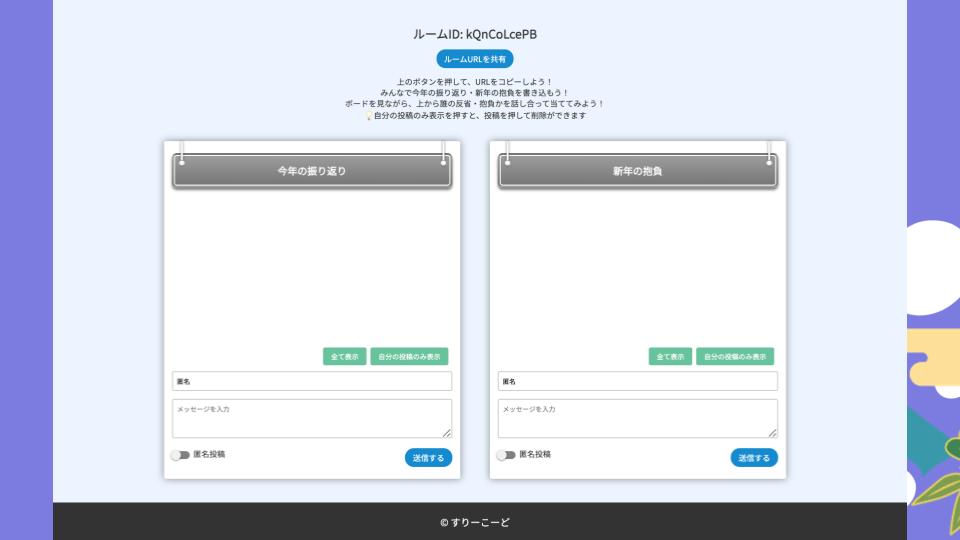 ルームID: kQnCoLcePB
ルームURLを共有
上のボタンを押して、URLをコピーしよう！
みんなで今年の振り返り・新年の抱負を書き込もう！
ボードを見ながら、上から誰の反省・抱負かを話し合って当ててみよう！
💡自分の投稿のみ表示を押すと、投稿を押して削除ができます
今年の振り返り
全て表示 自分の投稿のみ表示
匿名
メッセージを入力
匿名投稿 送信する
新年の抱負
全て表示 自分の投稿のみ表示
匿名
メッセージを入力
匿名投稿 送信する
© すりーこーど